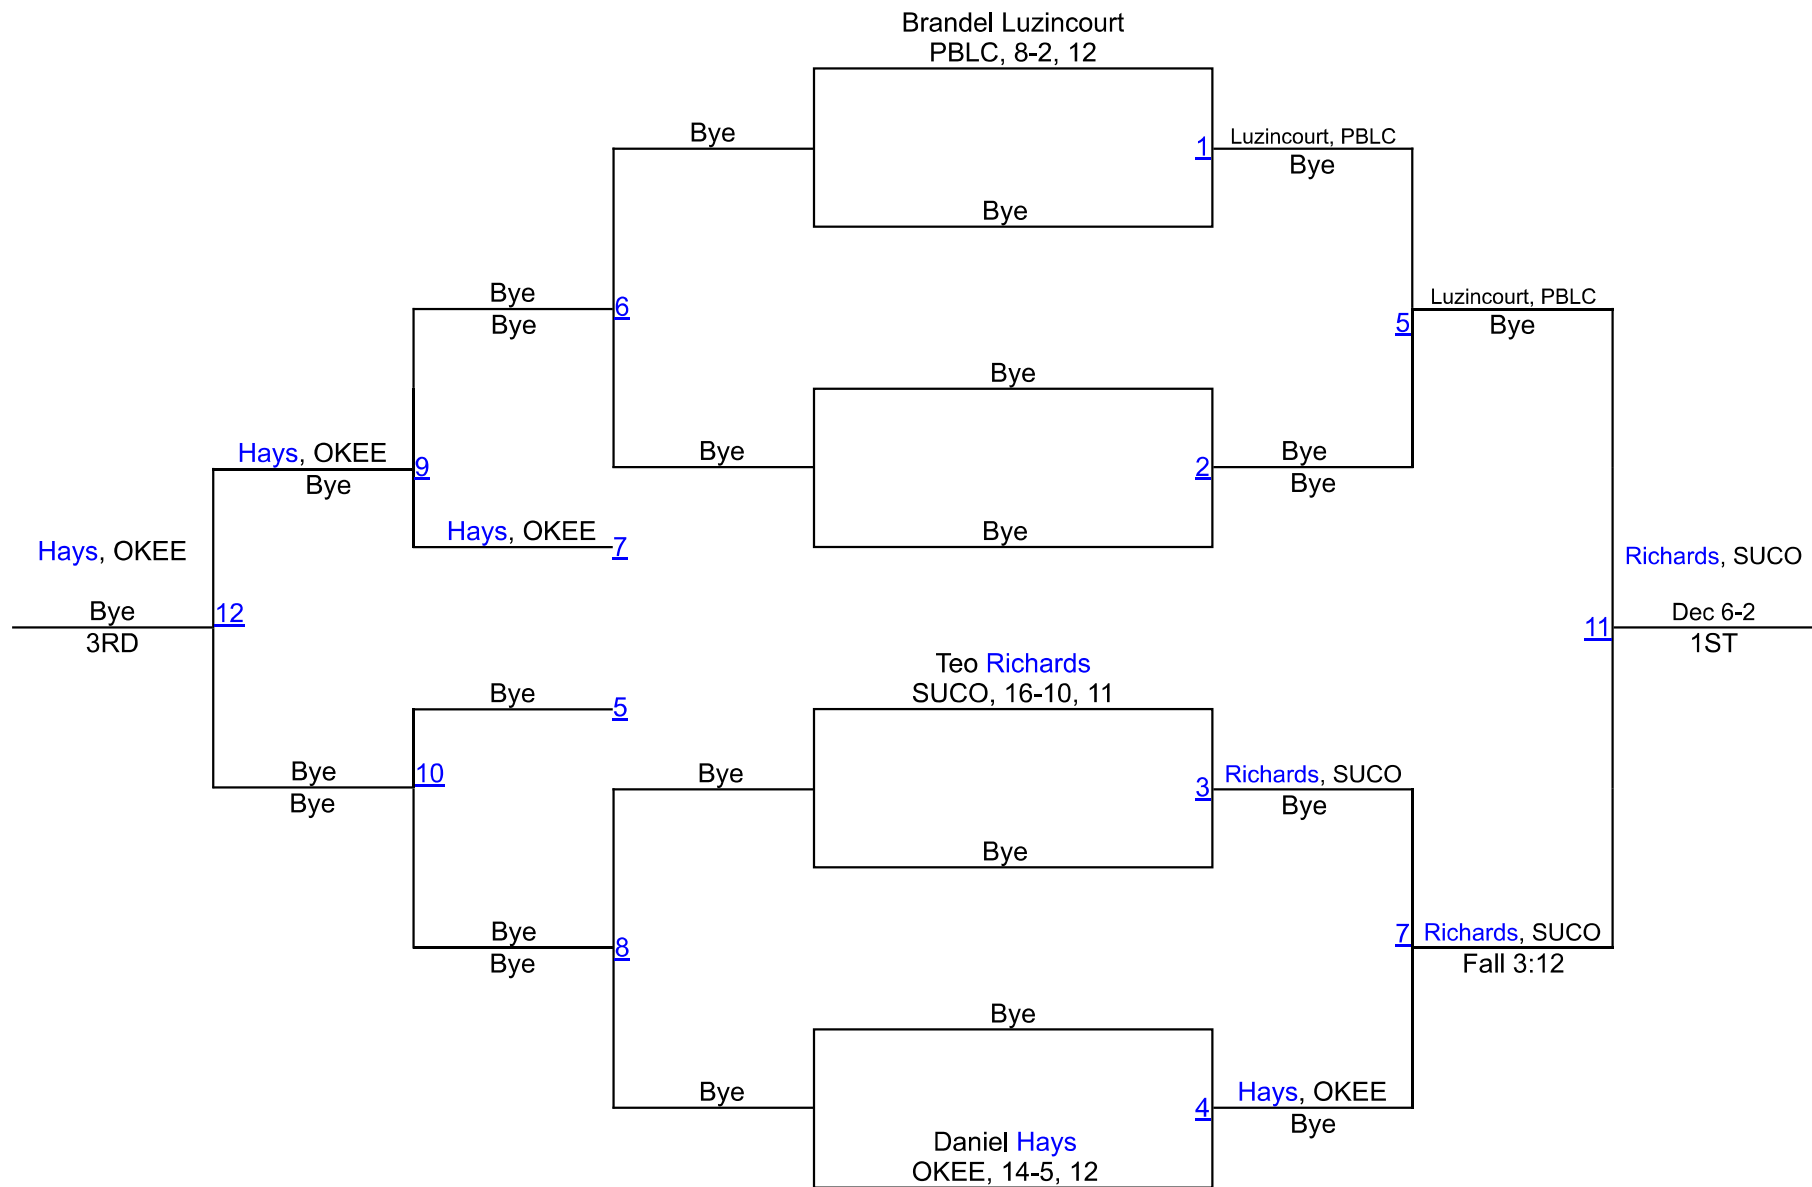 Brandel Luzincourt
PBLC, 8-2, 12
Bye
1
Luzincourt, PBLC
Bye
Bye
Bye
Bye
6
Luzincourt, PBLC
5
Bye
Bye
Hays, OKEE
9
Bye
Bye
2
Bye
Bye
Hays, OKEE
7
Bye
Hays, OKEE
Bye
12
3RD
Richards, SUCO
Dec 6-2
11
1ST
Teo Richards
SUCO, 16-10, 11
Bye
5
Bye
10
Bye
Bye
3
Richards, SUCO
Bye
Bye
Bye
8
Bye
7
Richards, SUCO
Fall 3:12
Bye
Bye
4
Hays, OKEE
Bye
Daniel Hays
OKEE, 14-5, 12